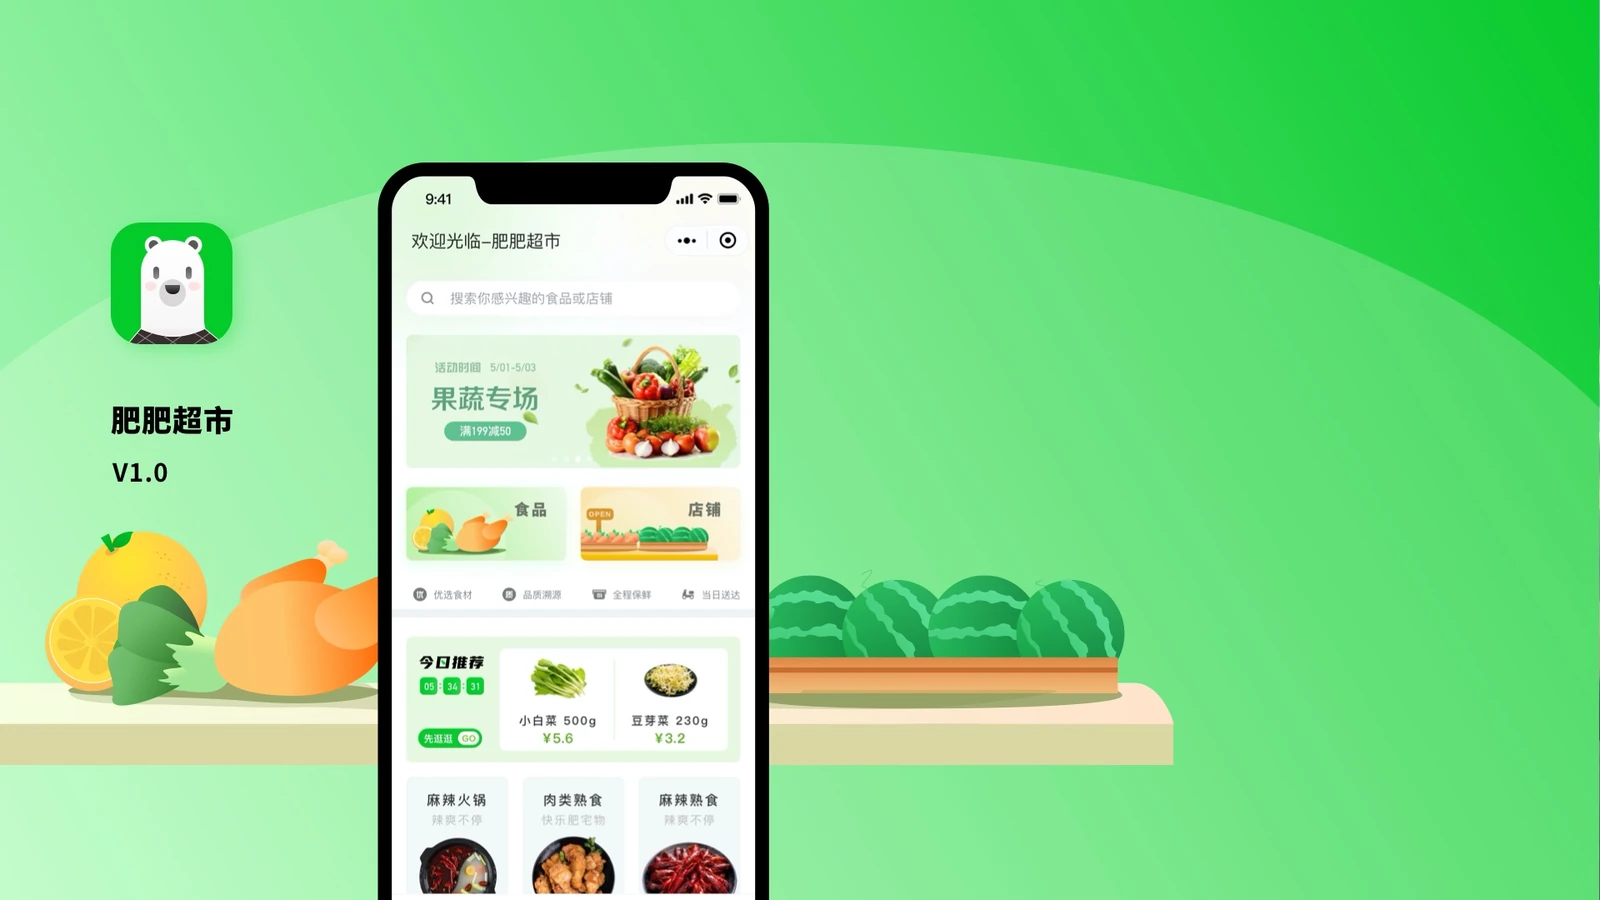 肥肥超市
V1.0
9:41
欢迎光临-肥肥超市
搜索你感兴趣的食品或店铺
活动时间 5/01-5/03
果蔬专场
满199减50
食品
OPEN
店铺
优 优选食材
质 品质溯源
全程保鲜
当日送达
今日推荐
05:34:31
先逛逛 GO
小白菜 500g
¥5.6
豆芽菜 230g
¥3.2
麻辣火锅
辣爽不停
肉类熟食
快乐肥宅物
麻辣熟食
辣爽不停